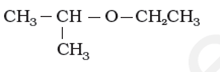 CH₃ – CH – O – CH₂CH₃
|
CH₃